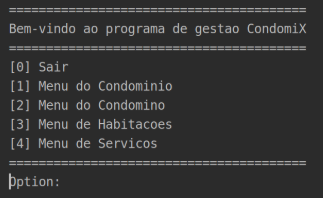 ========================================
Bem-vindo ao programa de gestao CondomiX
========================================
[0] Sair
[1] Menu do Condominio
[2] Menu do Condomino
[3] Menu de Habitacoes
[4] Menu de Servicos
========================================
Option: